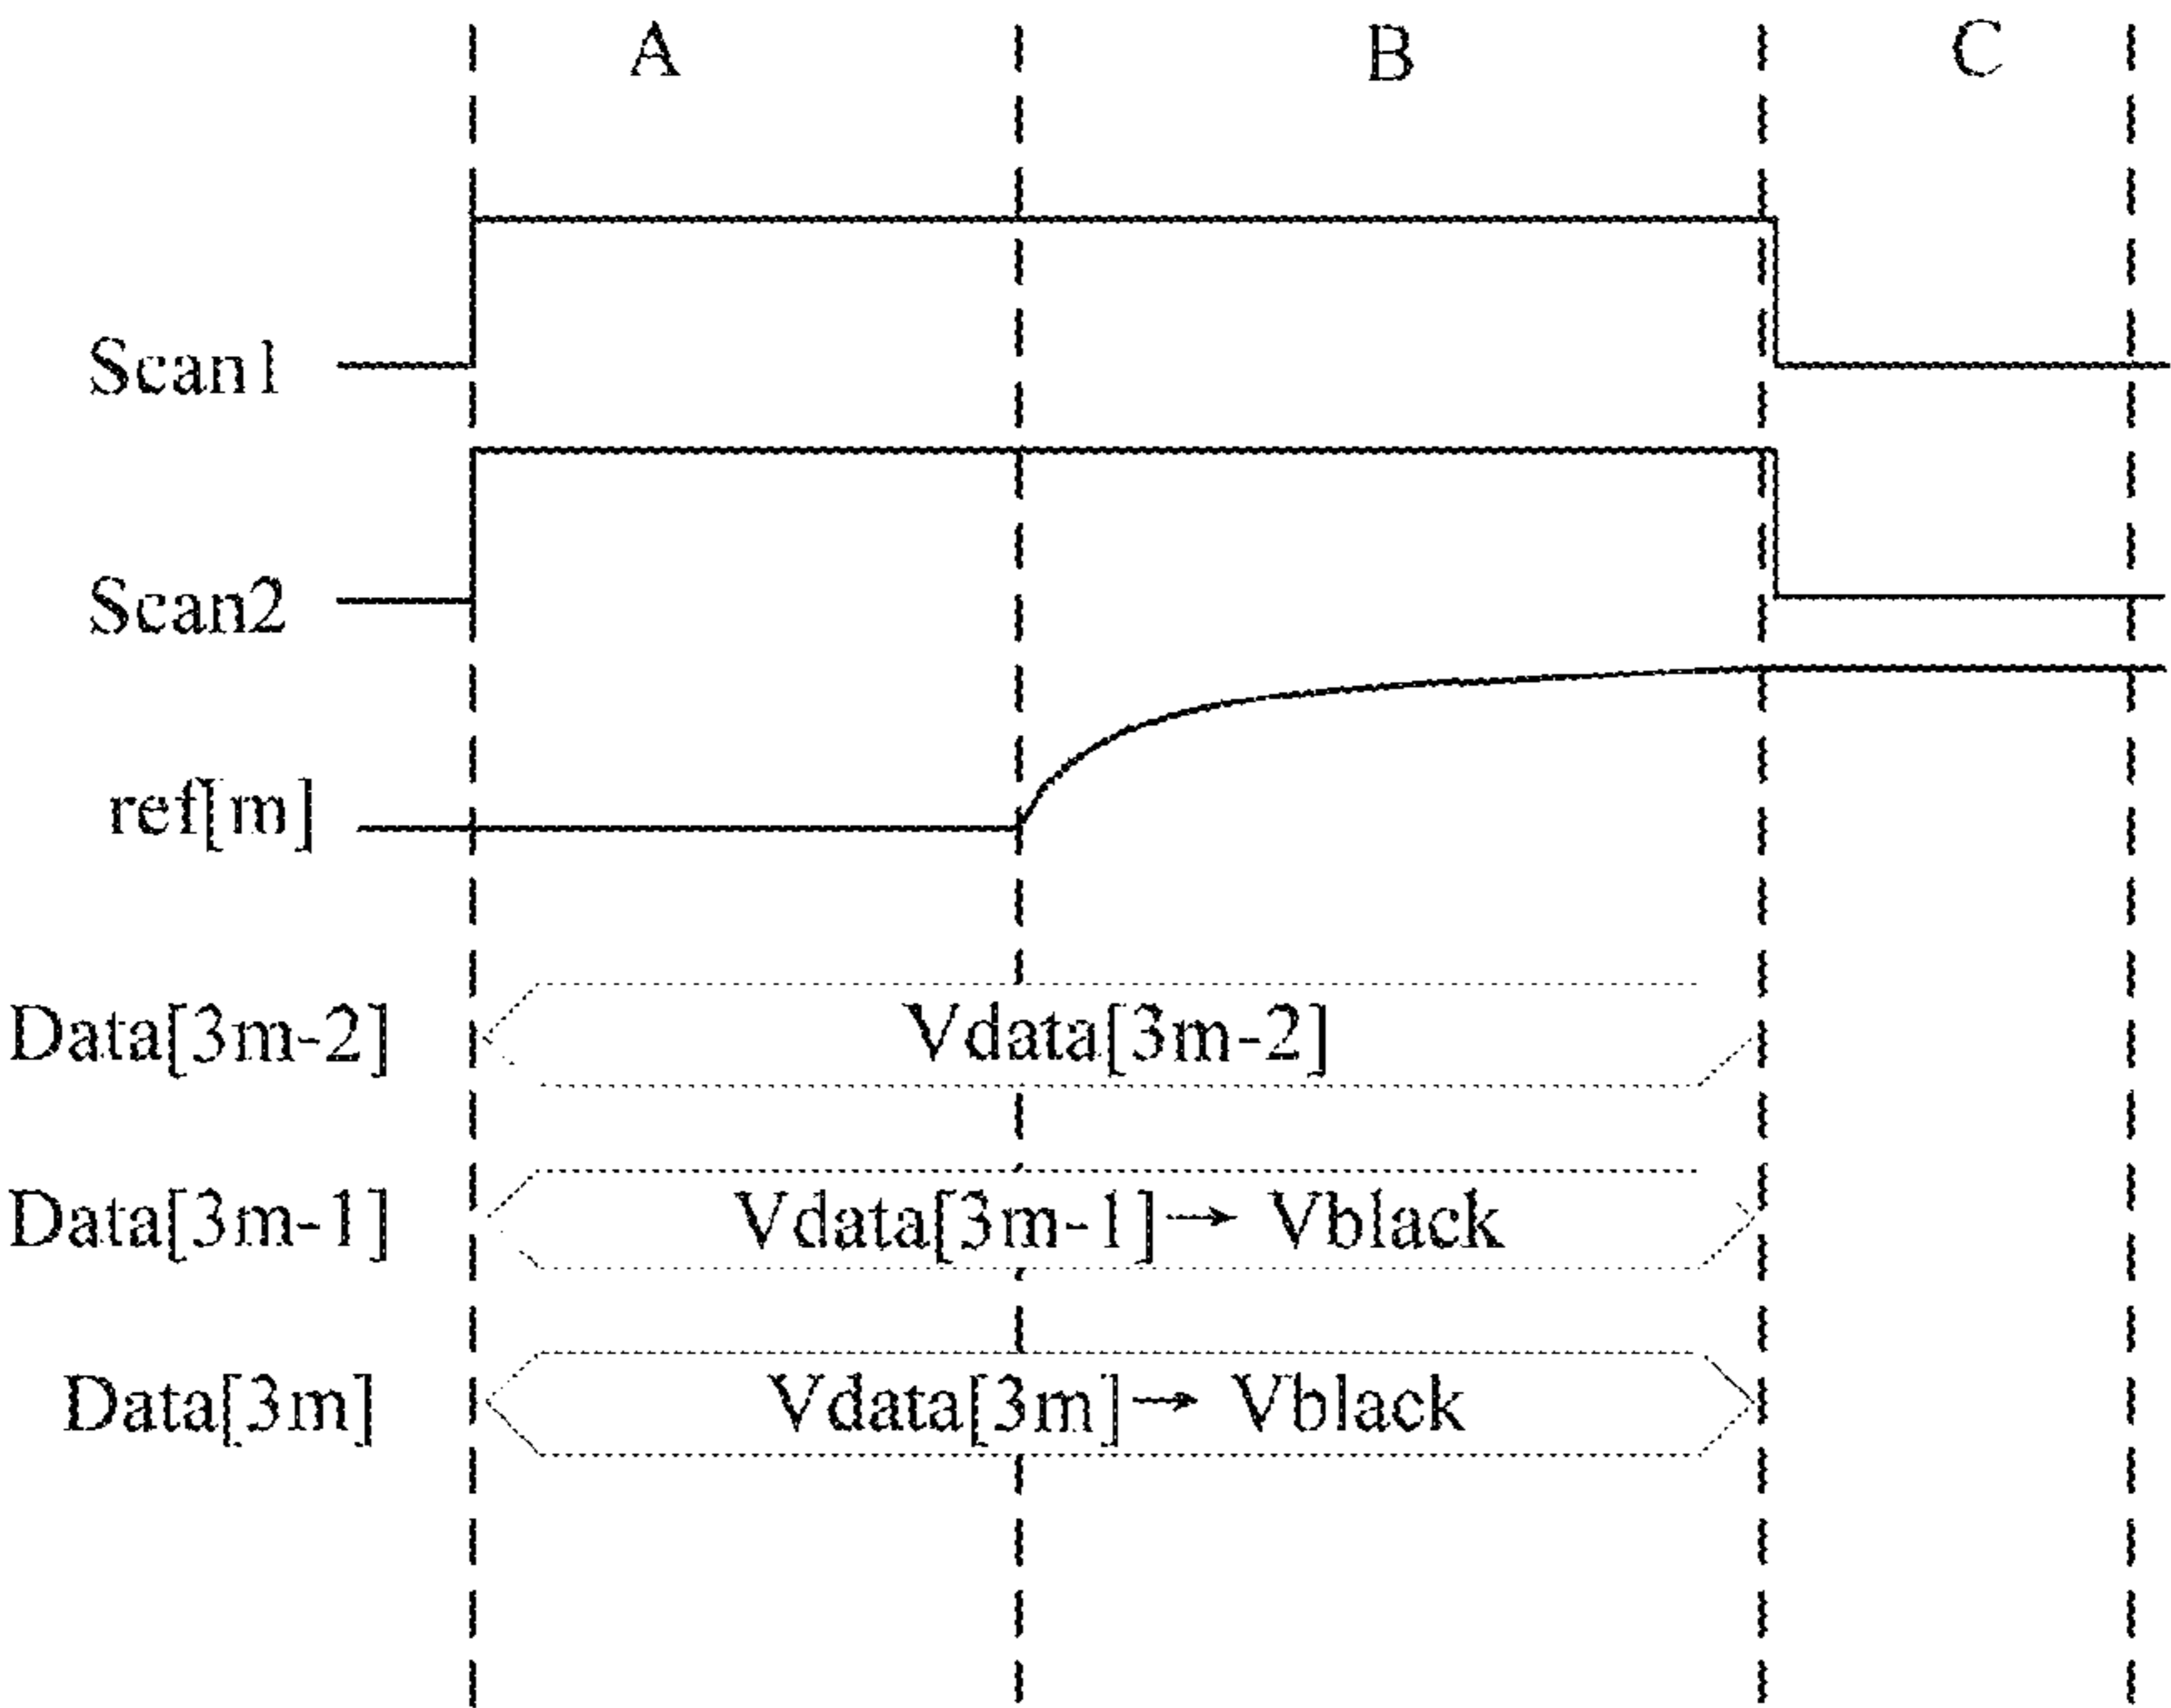 A B C
Scan1
Scan2
ref[m]
Data[3m-2] Vdata[3m-2]
Data[3m-1] Vdata[3m-1]→ Vblack
Data[3m] Vdata[3m]→ Vblack